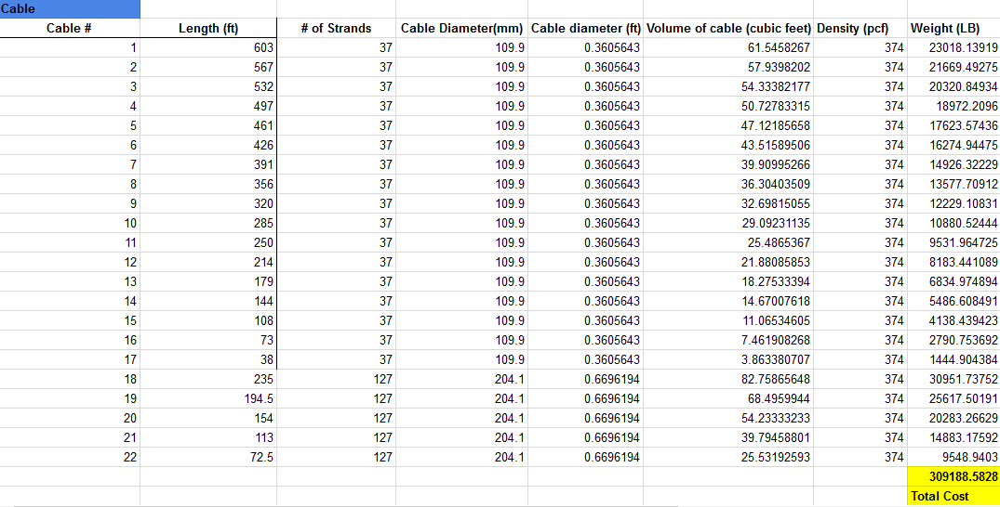 Cable
Cable # Length (ft) # of Strands Cable Diameter(mm) Cable diameter (ft) Volume of cable (cubic feet) Density (pcf) Weight (LB)
1 603 37 109.9 0.3605643 61.5458267 374 23018.13919
2 567 37 109.9 0.3605643 57.9398202 374 21669.49275
3 532 37 109.9 0.3605643 54.33382177 374 20320.84934
4 497 37 109.9 0.3605643 50.72783315 374 18972.2096
5 461 37 109.9 0.3605643 47.12185658 374 17623.57436
6 426 37 109.9 0.3605643 43.51589506 374 16274.94475
7 391 37 109.9 0.3605643 39.90995266 374 14926.32229
8 356 37 109.9 0.3605643 36.30403509 374 13577.70912
9 320 37 109.9 0.3605643 32.69815055 374 12229.10831
10 285 37 109.9 0.3605643 29.09231135 374 10880.52444
11 250 37 109.9 0.3605643 25.4865367 374 9531.964725
12 214 37 109.9 0.3605643 21.88085853 374 8183.441089
13 179 37 109.9 0.3605643 18.27533394 374 6834.974894
14 144 37 109.9 0.3605643 14.67007618 374 5486.608491
15 108 37 109.9 0.3605643 11.06534605 374 4138.439423
16 73 37 109.9 0.3605643 7.461908268 374 2790.753692
17 38 37 109.9 0.3605643 3.863380707 374 1444.904384
18 235 127 204.1 0.6696194 82.75865648 374 30951.73752
19 194.5 127 204.1 0.6696194 68.4959944 374 25617.50191
20 154 127 204.1 0.6696194 54.23333233 374 20283.26629
21 113 127 204.1 0.6696194 39.79458801 374 14883.17592
22 72.5 127 204.1 0.6696194 25.53192593 374 9548.9403
309188.5828
Total Cost